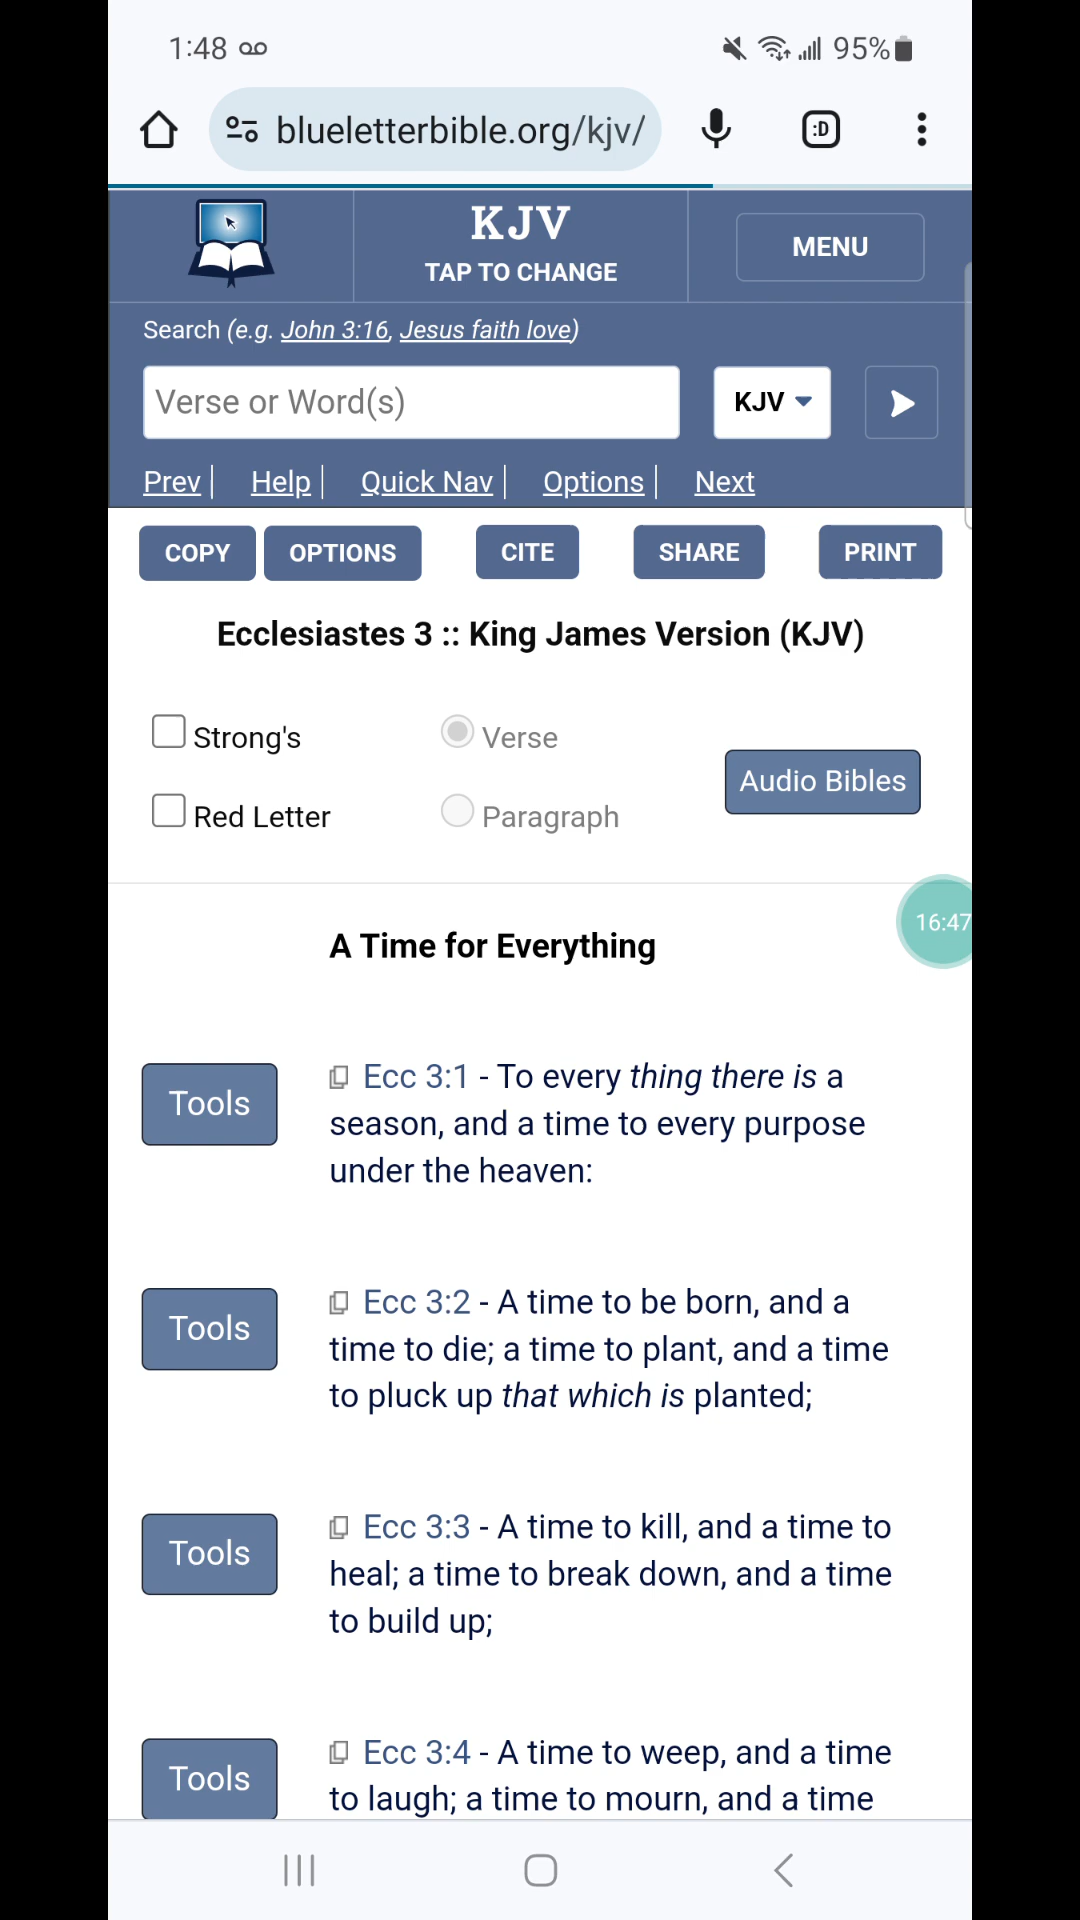 1:48
95%
blueletterbible.org/kjv/
:D
KJV
TAP TO CHANGE
MENU
Search (e.g. John 3:16, Jesus faith love)
Verse or Word(s)
KJV
Prev | Help | Quick Nav | Options | Next
COPY OPTIONS CITE SHARE PRINT
Ecclesiastes 3 :: King James Version (KJV)
Strong's
Verse
Red Letter
Paragraph
Audio Bibles
16:47
A Time for Everything
Tools
Ecc 3:1 - To every thing there is a
season, and a time to every purpose
under the heaven:
Tools
Ecc 3:2 - A time to be born, and a
time to die; a time to plant, and a time
to pluck up that which is planted;
Tools
Ecc 3:3 - A time to kill, and a time to
heal; a time to break down, and a time
to build up;
Tools
Ecc 3:4 - A time to weep, and a time
to laugh; a time to mourn, and a time